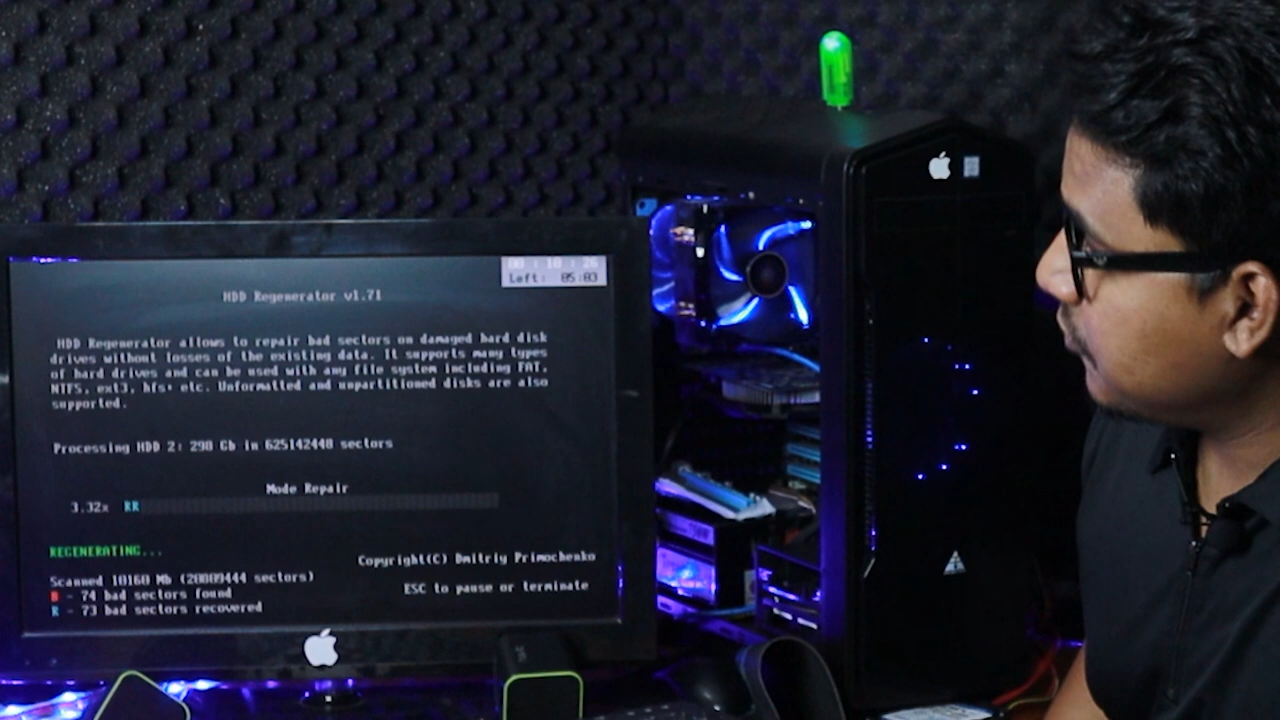 Left: 05:03
HDD Regenerator v1.71
HDD Regenerator allows to repair bad sectors on damaged hard disk
drives without losses of the existing data. It supports many types
of hard drives and can be used with any file system including FAT,
NTFS, ext3, hfs+ etc. Unformatted and unpartitioned disks are also
supported.
Processing HDD 2: 298 Gb in 625142448 sectors
Mode Repair
3.32% RR
REGENERATING...
Copyright(C) Dmitriy Primochenko
Scanned 10160 Mb (20809444 sectors)
ESC to pause or terminate
B - 74 bad sectors found
R - 73 bad sectors recovered